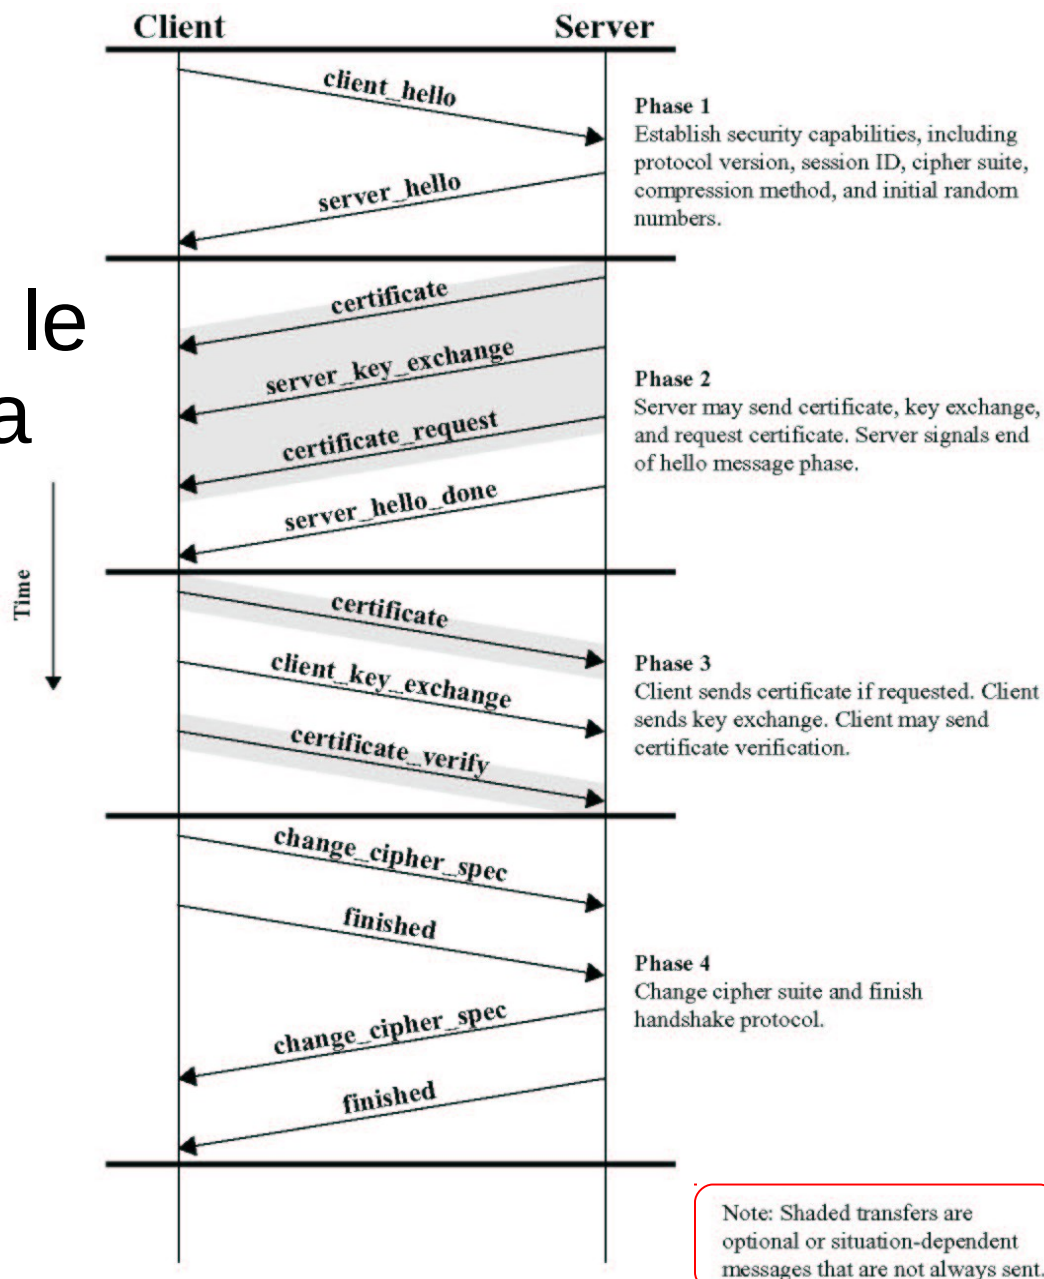 Client
Server
client_hello
Phase 1
Establish security capabilities, including
protocol version, session ID, cipher suite,
compression method, and initial random
numbers.
server_hello
le
a
certificate
server_key_exchange
certificate_request
server_hello_done
Phase 2
Server may send certificate, key exchange,
and request certificate. Server signals end
of hello message phase.
Time
certificate
client_key_exchange
certificate_verify
Phase 3
Client sends certificate if requested. Client
sends key exchange. Client may send
certificate verification.
change_cipher_spec
finished
change_cipher_spec
finished
Phase 4
Change cipher suite and finish
handshake protocol.
Note: Shaded transfers are
optional or situation-dependent
messages that are not always sent.